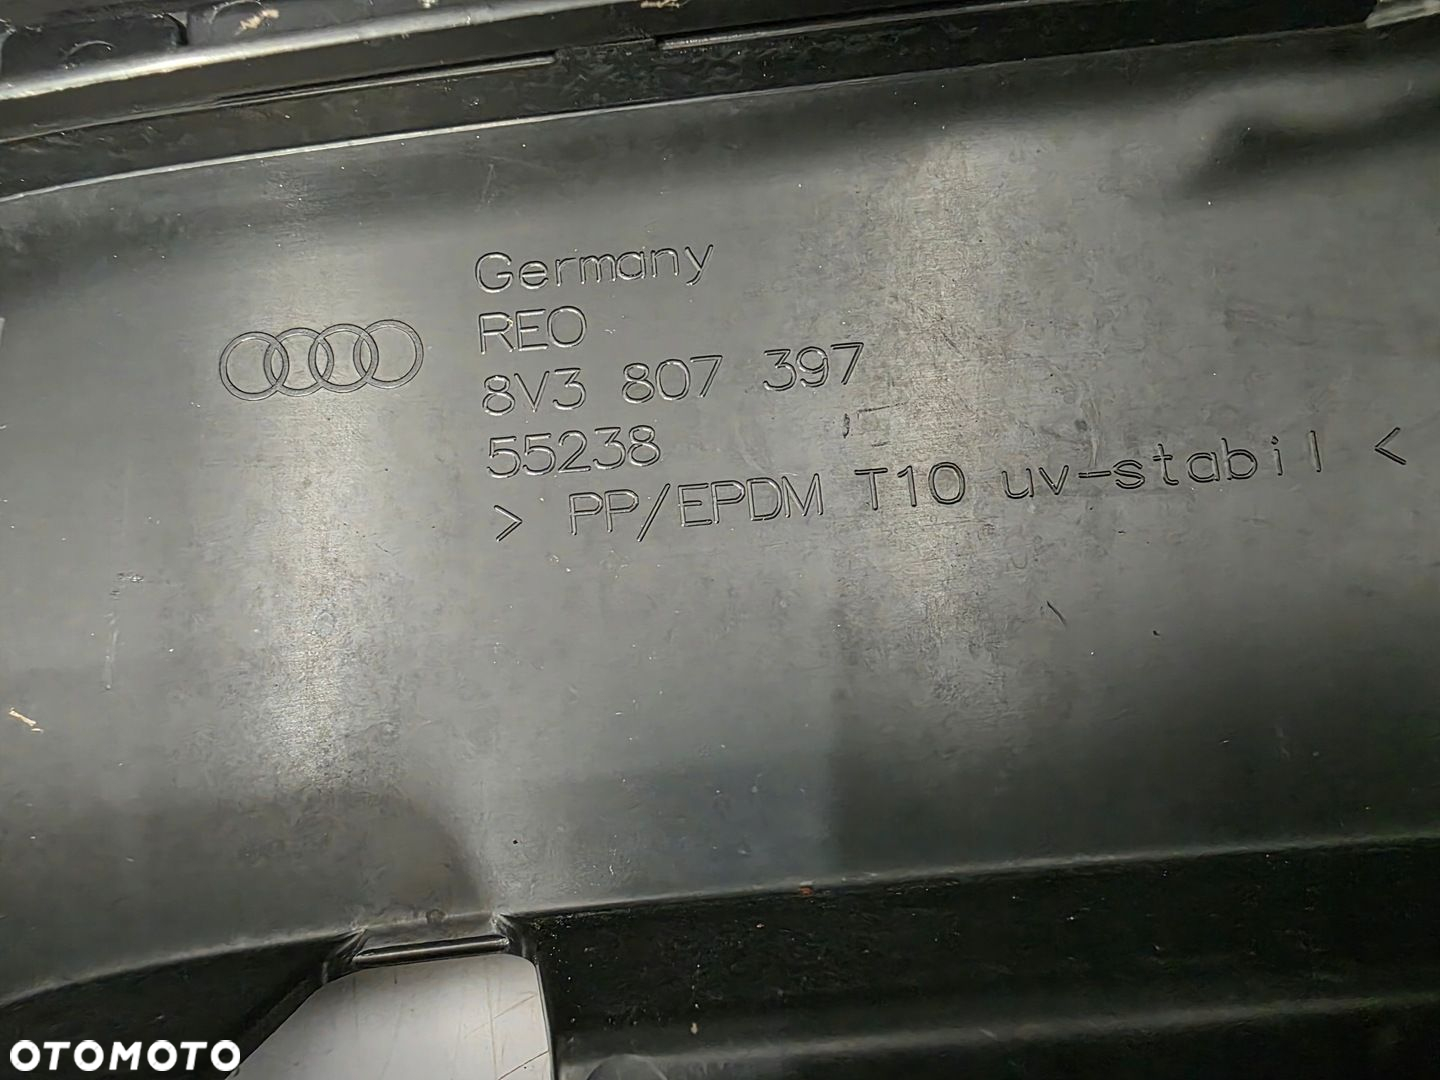 Germany
REO
8V3 807 397
55238
> PP/EPDM T10 uv-stabil <
OTOMOTO